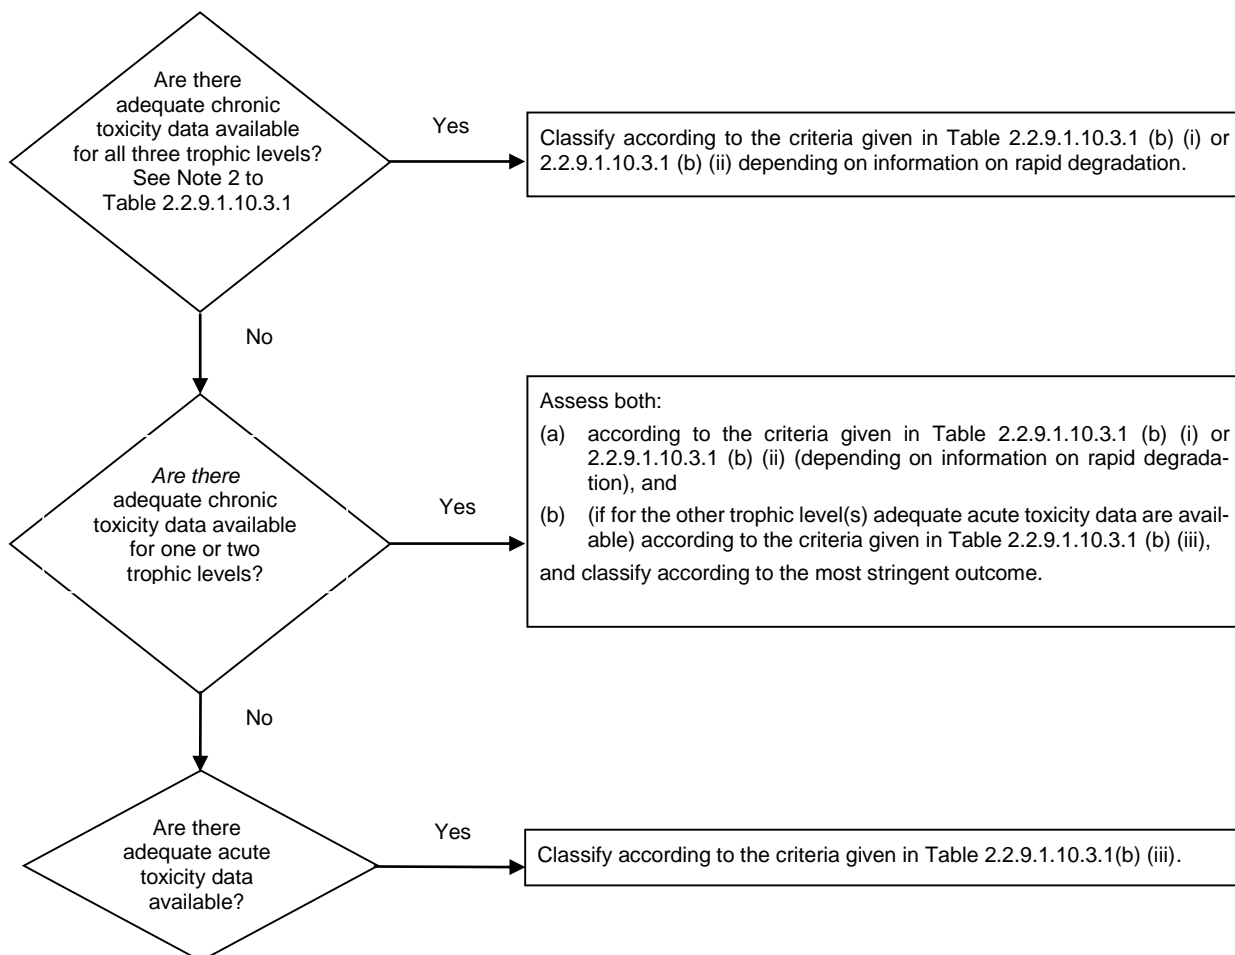 Are there
adequate chronic
toxicity data available
for all three trophic levels?
See Note 2 to
Table 2.2.9.1.10.3.1
Yes
Classify according to the criteria given in Table 2.2.9.1.10.3.1 (b) (i) or
2.2.9.1.10.3.1 (b) (ii) depending on information on rapid degradation.
No
Are there
adequate chronic
toxicity data available
for one or two
trophic levels?
Yes
Assess both:
(a) according to the criteria given in Table 2.2.9.1.10.3.1 (b) (i) or
2.2.9.1.10.3.1 (b) (ii) (depending on information on rapid degrada-
tion), and
(b) (if for the other trophic level(s) adequate acute toxicity data are avail-
able) according to the criteria given in Table 2.2.9.1.10.3.1 (b) (iii),
and classify according to the most stringent outcome.
No
Are there
adequate acute
toxicity data
available?
Yes
Classify according to the criteria given in Table 2.2.9.1.10.3.1(b) (iii).